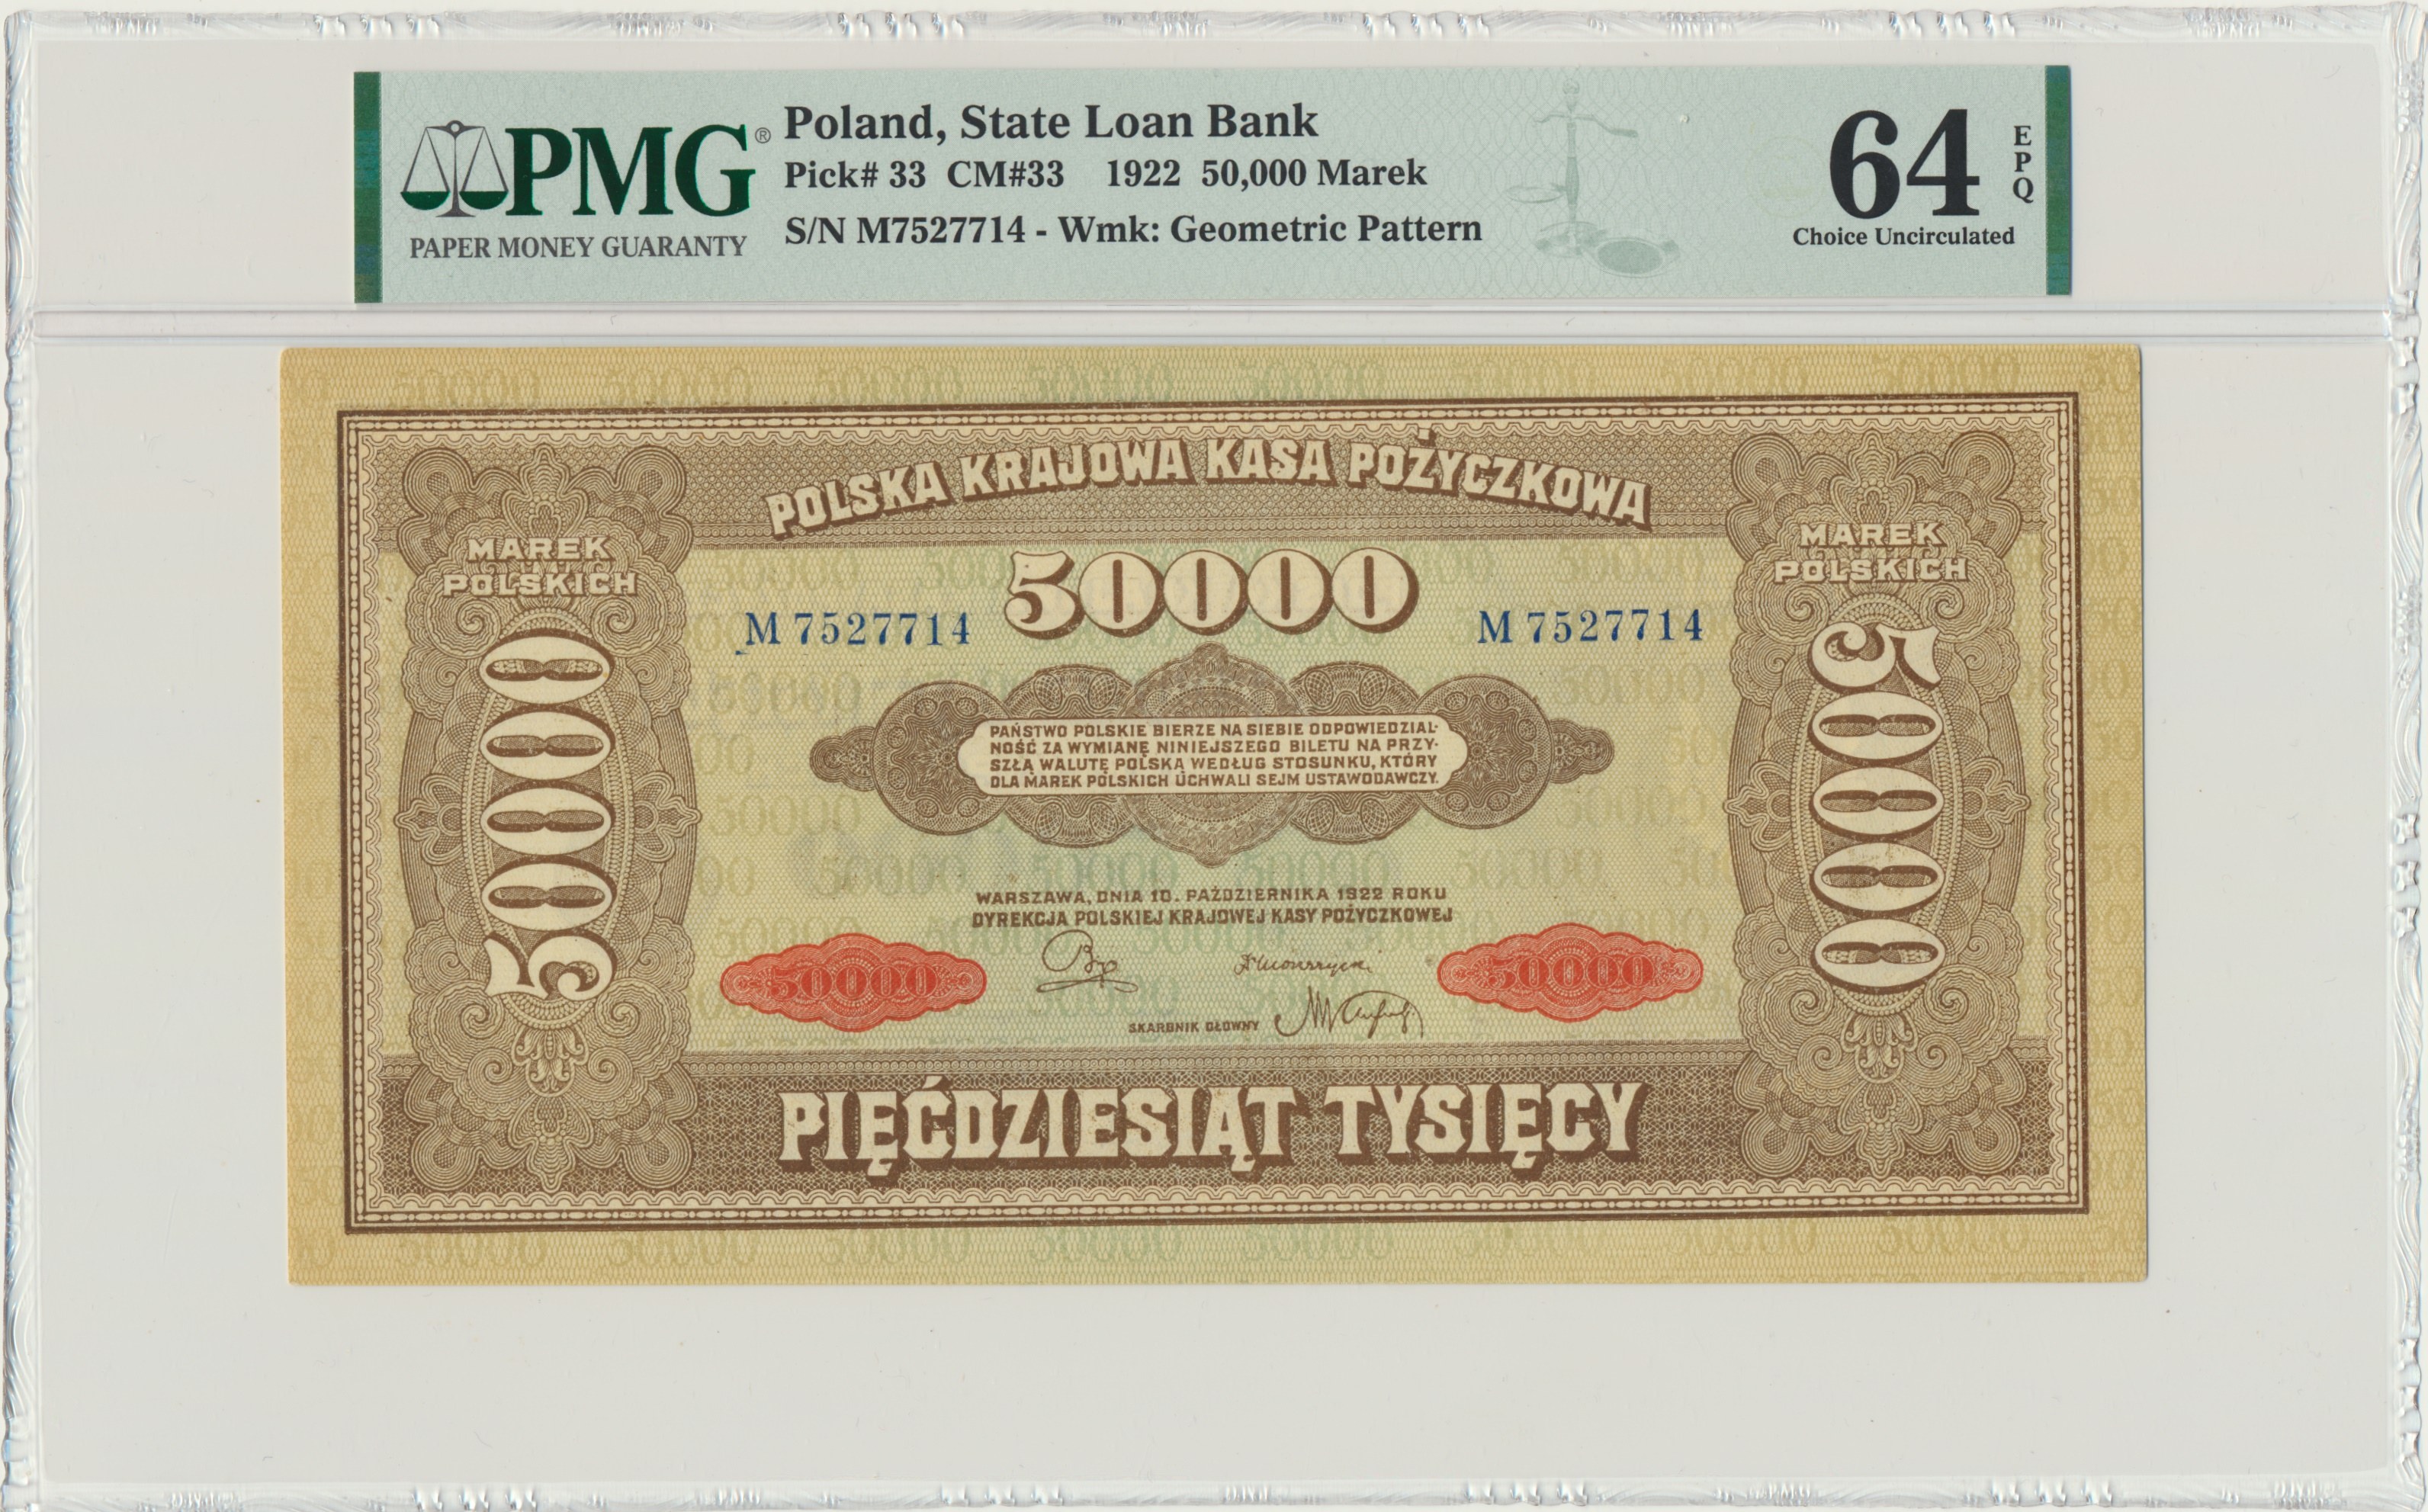 PMG®
PAPER MONEY GUARANTY
Poland, State Loan Bank
Pick# 33 CM#33 1922 50,000 Marek
S/N M7527714 - Wmk: Geometric Pattern
64
EPQ
Choice Uncirculated
POLSKA KRAJOWA KASA POŻYCZKOWA
MAREK
POLSKICH
50000
MAREK
POLSKICH
50000
M 7527714
M 7527714
50000
PAŃSTWO POLSKIE BIERZE NA SIEBIE ODPOWIEDZIAL-
NOŚĆ ZA WYMIANĘ NINIEJSZEGO BILETU NA PRZY-
SZŁĄ WALUTĘ POLSKĄ WEDŁUG STOSUNKU, KTÓRY
DLA MAREK POLSKICH UCHWALI SEJM USTAWODAWCZY.
WARSZAWA, DNIA 10. PAŹDZIERNIKA 1922 ROKU
DYREKCJA POLSKIEJ KRAJOWEJ KASY POŻYCZKOWEJ
50000
50000
SKARBNIK GŁÓWNY
PIĘĆDZIESIĄT TYSIĘCY